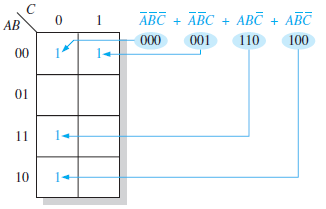 C
AB 0 1 A̅B̅C̅ + A̅B̅C + ABC̅ + AB̅C̅
000 001 110 100
00 1 1
01
11 1
10 1